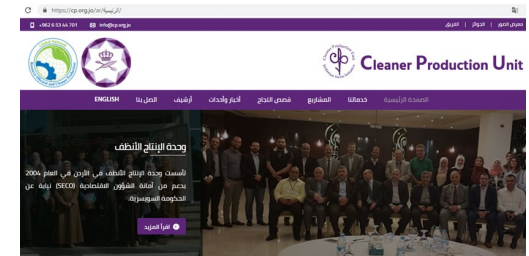 https://cp.org.jo/ar/الرئيسية/
+962 6 53 44 701 info@cp.org.jo
معرض الصور | الجوائز | الفريق
Cleaner Production Unit
الصفحة الرئيسية خدماتنا المشاريع قصص النجاح أخبار وأحداث أرشيف اتصل بنا ENGLISH
وحدة الإنتاج الأنظف
تأسست وحدة الإنتاج الأنظف في الأردن في العام 2004
بدعم من أمانة الشؤون الاقتصادية (SECO) نيابة عن
الحكومة السويسرية.
اقرأ المزيد